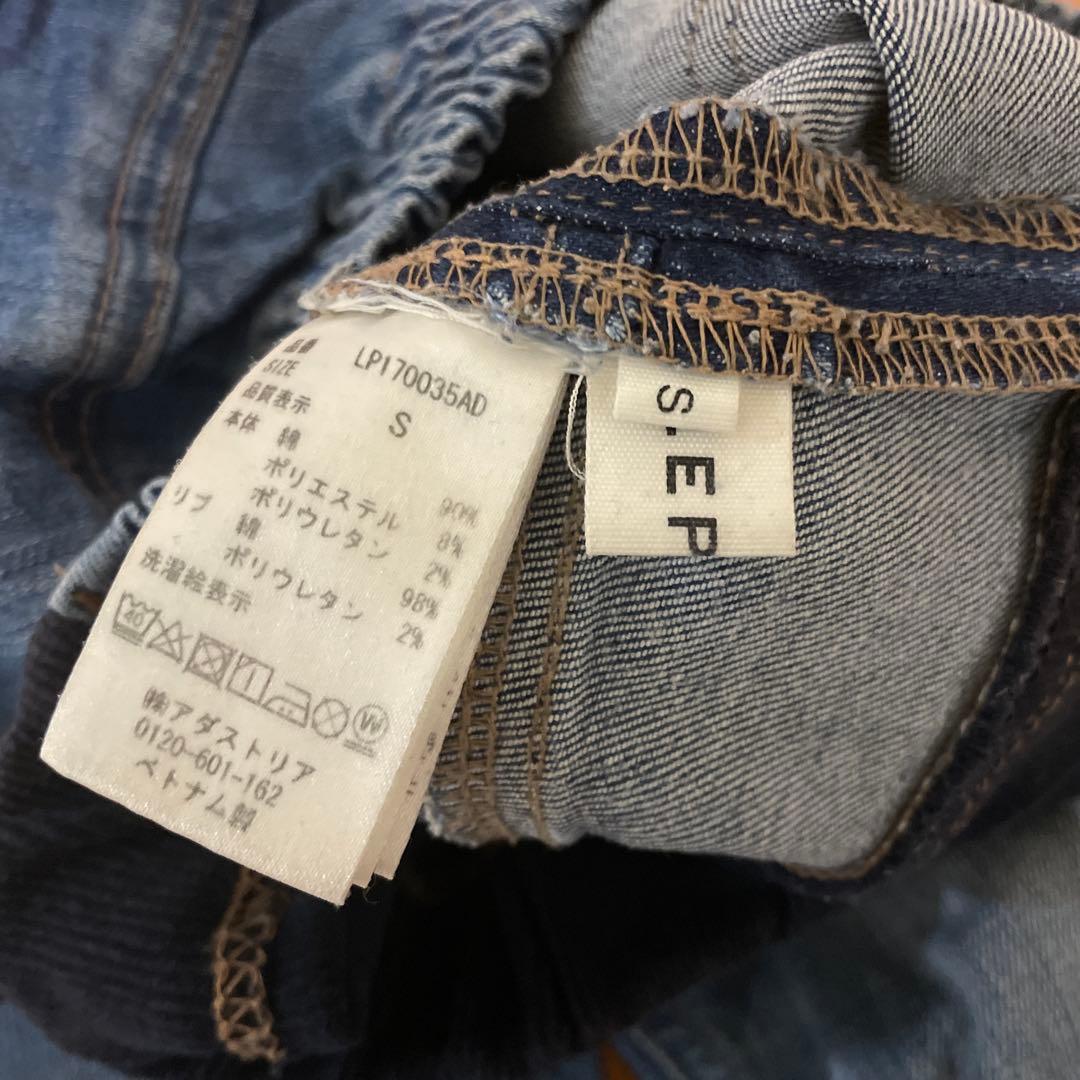 品番 LP170035AD
SIZE S
品質表示
本体 綿 90%
ポリエステル 8%
ポリウレタン 2%
リブ 綿 98%
ポリウレタン 2%
洗濯絵表示
40
W
㈱アダストリア
0120-601-162
ベトナム製
S.EP